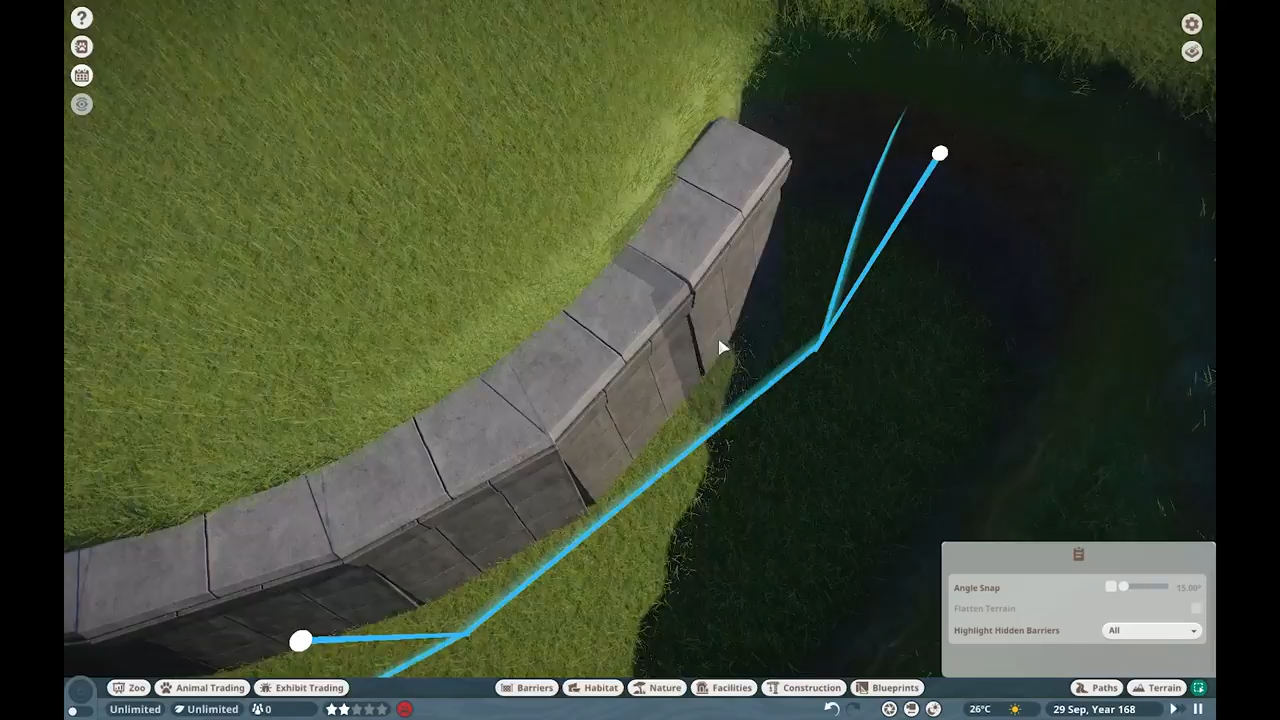 ?
Angle Snap 15.00°
Flatten Terrain
Highlight Hidden Barriers All
Zoo Animal Trading Exhibit Trading Barriers Habitat Nature Facilities Construction Blueprints Paths Terrain
Unlimited Unlimited 0 26°C 29 Sep, Year 168